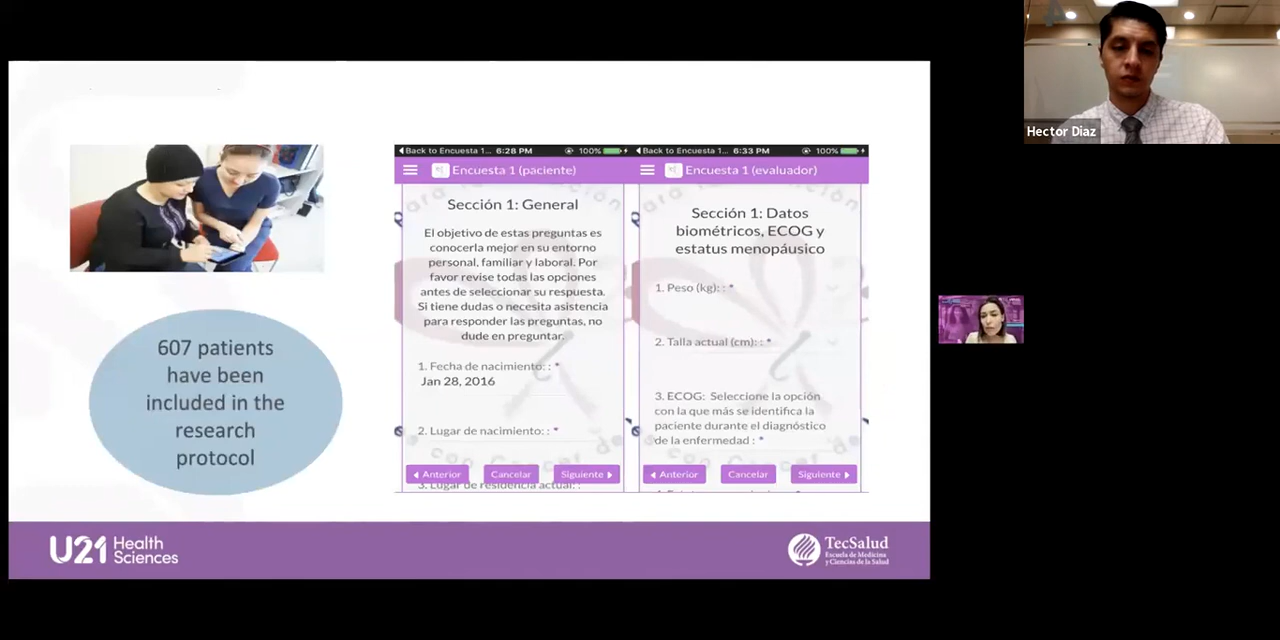 Hector Diaz
607 patients
have been
included in the
research
protocol
Back to Encuesta 1... 6:28 PM 100%
Encuesta 1 (paciente)
Sección 1: General
El objetivo de estas preguntas es
conocerla mejor en su entorno
personal, familiar y laboral. Por
favor revise todas las opciones
antes de seleccionar su respuesta.
Si tiene dudas o necesita asistencia
para responder las preguntas, no
dude en preguntar.
1. Fecha de nacimiento: : *
Jan 28, 2016
2. Lugar de nacimiento: : *
Anterior
Cancelar
Siguiente
3. Lugar de residencia actual: :
Back to Encuesta 1... 6:33 PM 100%
Encuesta 1 (evaluador)
Sección 1: Datos
biométricos, ECOG y
estatus menopáusico
1. Peso (kg): : *
2. Talla actual (cm): : *
3. ECOG: Seleccione la opción
con la que más se identifica la
paciente durante el diagnóstico
de la enfermedad : *
Anterior
Cancelar
Siguiente
U21 Health
Sciences
TecSalud
Escuela de Medicina
y Ciencias de la Salud